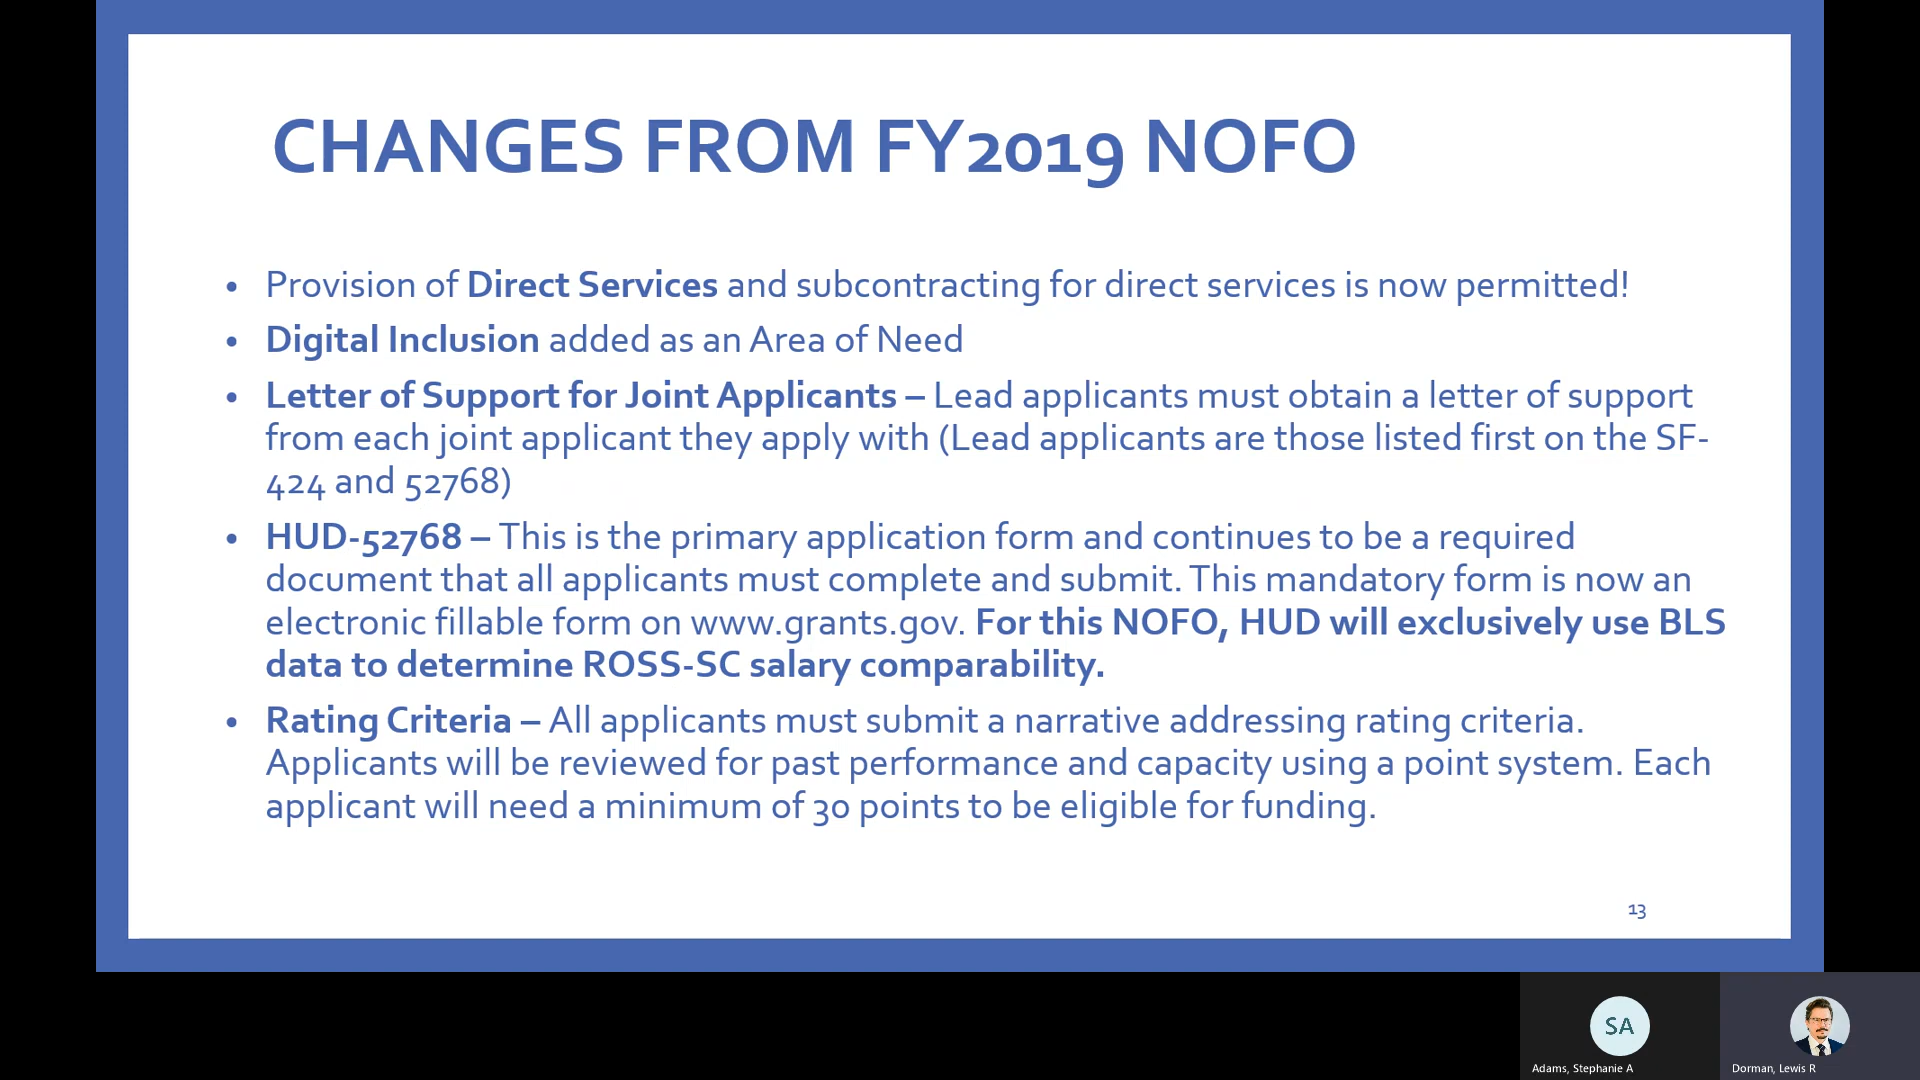 CHANGES FROM FY2019 NOFO
• Provision of Direct Services and subcontracting for direct services is now permitted!
• Digital Inclusion added as an Area of Need
• Letter of Support for Joint Applicants – Lead applicants must obtain a letter of support
from each joint applicant they apply with (Lead applicants are those listed first on the SF-
424 and 52768)
• HUD-52768 – This is the primary application form and continues to be a required
document that all applicants must complete and submit. This mandatory form is now an
electronic fillable form on www.grants.gov. For this NOFO, HUD will exclusively use BLS
data to determine ROSS-SC salary comparability.
• Rating Criteria – All applicants must submit a narrative addressing rating criteria.
Applicants will be reviewed for past performance and capacity using a point system. Each
applicant will need a minimum of 30 points to be eligible for funding.
13
SA
Adams, Stephanie A
Dorman, Lewis R